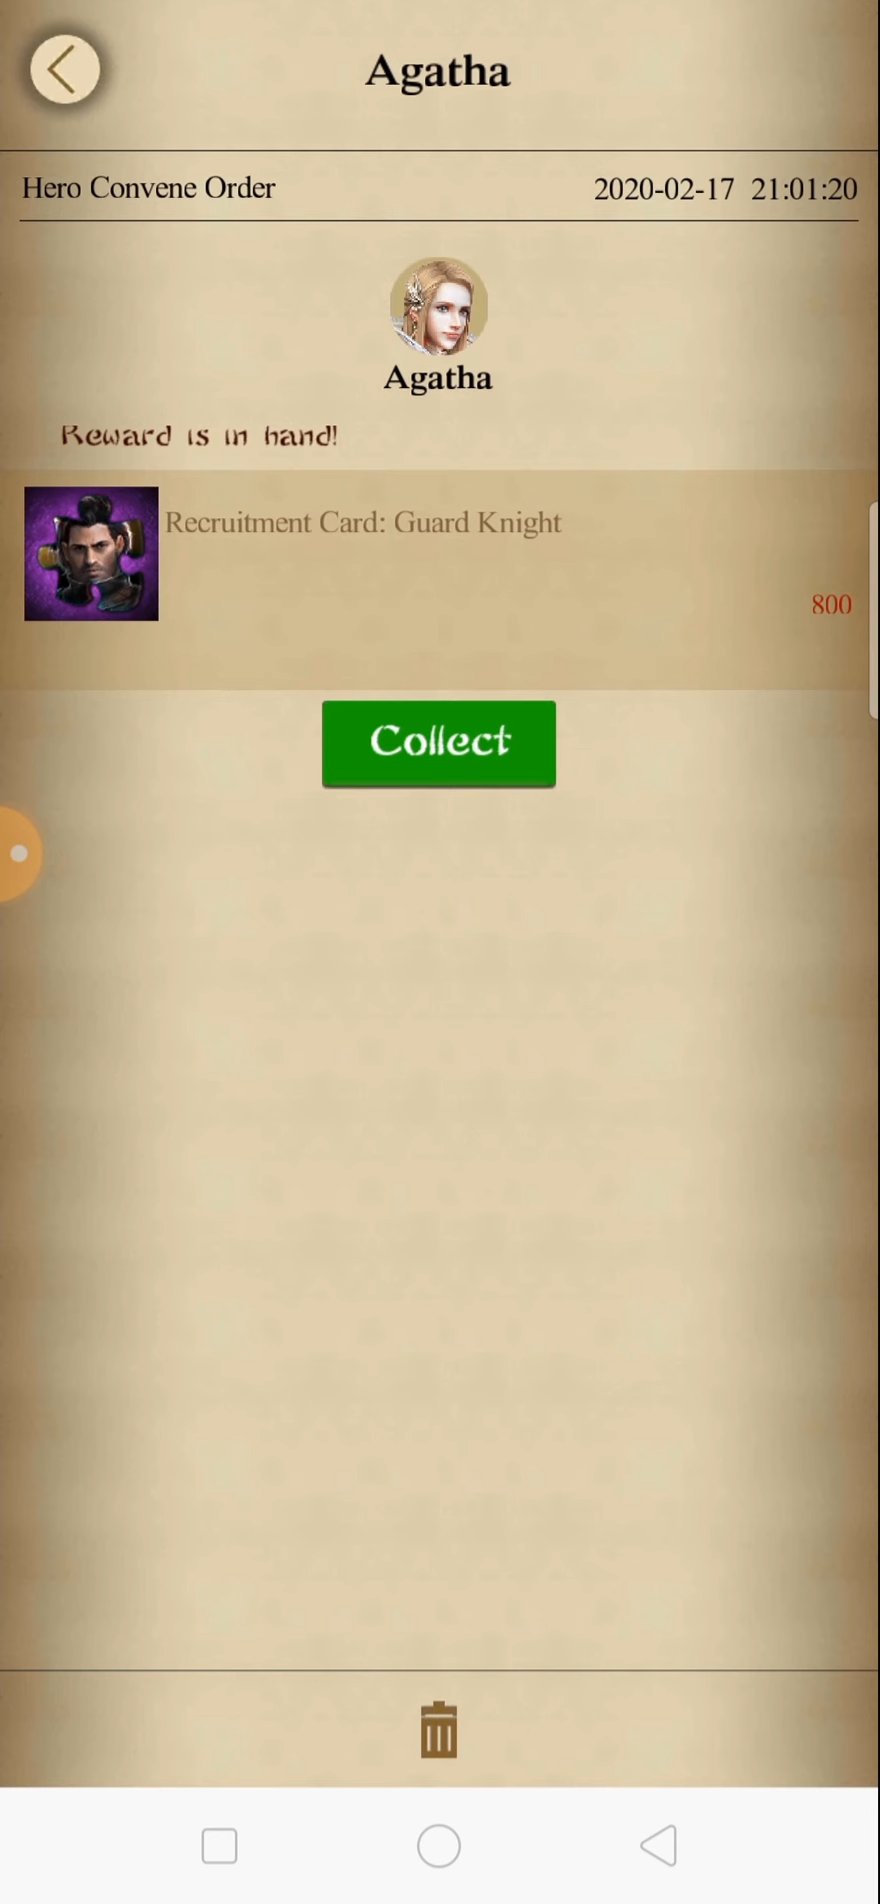 Agatha
Hero Convene Order 2020-02-17 21:01:20
Agatha
Reward is in hand!
Recruitment Card: Guard Knight
800
Collect